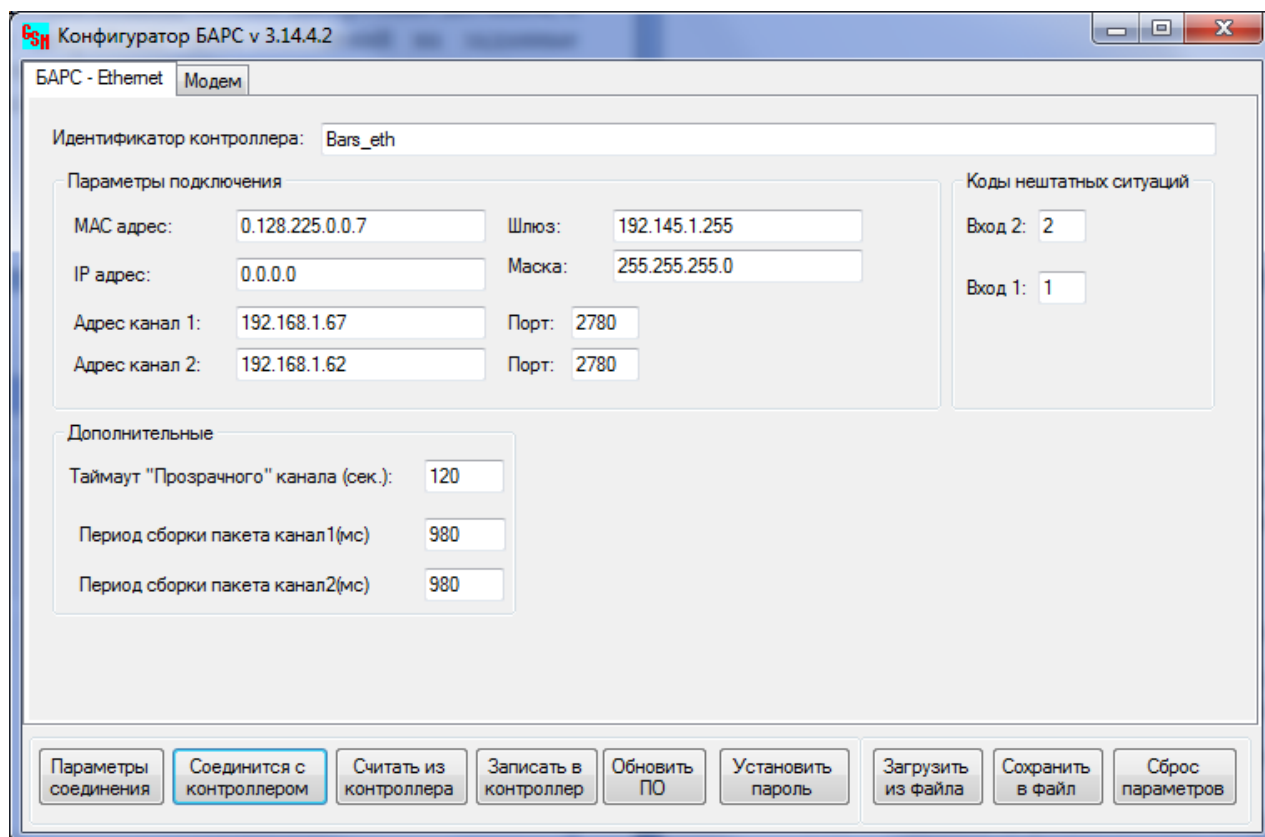 GSM Конфигуратор БАРС v 3.14.4.2
БАРС - Ethernet Модем
Идентификатор контроллера: Bars_eth
Параметры подключения
Коды нештатных ситуаций
MAC адрес: 0.128.225.0.0.7 Шлюз: 192.145.1.255
Вход 2: 2
IP адрес: 0.0.0.0 Маска: 255.255.255.0
Вход 1: 1
Адрес канал 1: 192.168.1.67 Порт: 2780
Адрес канал 2: 192.168.1.62 Порт: 2780
Дополнительные
Таймаут "Прозрачного" канала (сек.): 120
Период сборки пакета канал1(мс) 980
Период сборки пакета канал2(мс) 980
Параметры соединения
Соединится с контроллером
Считать из контроллера
Записать в контроллер
Обновить ПО
Установить пароль
Загрузить из файла
Сохранить в файл
Сброс параметров